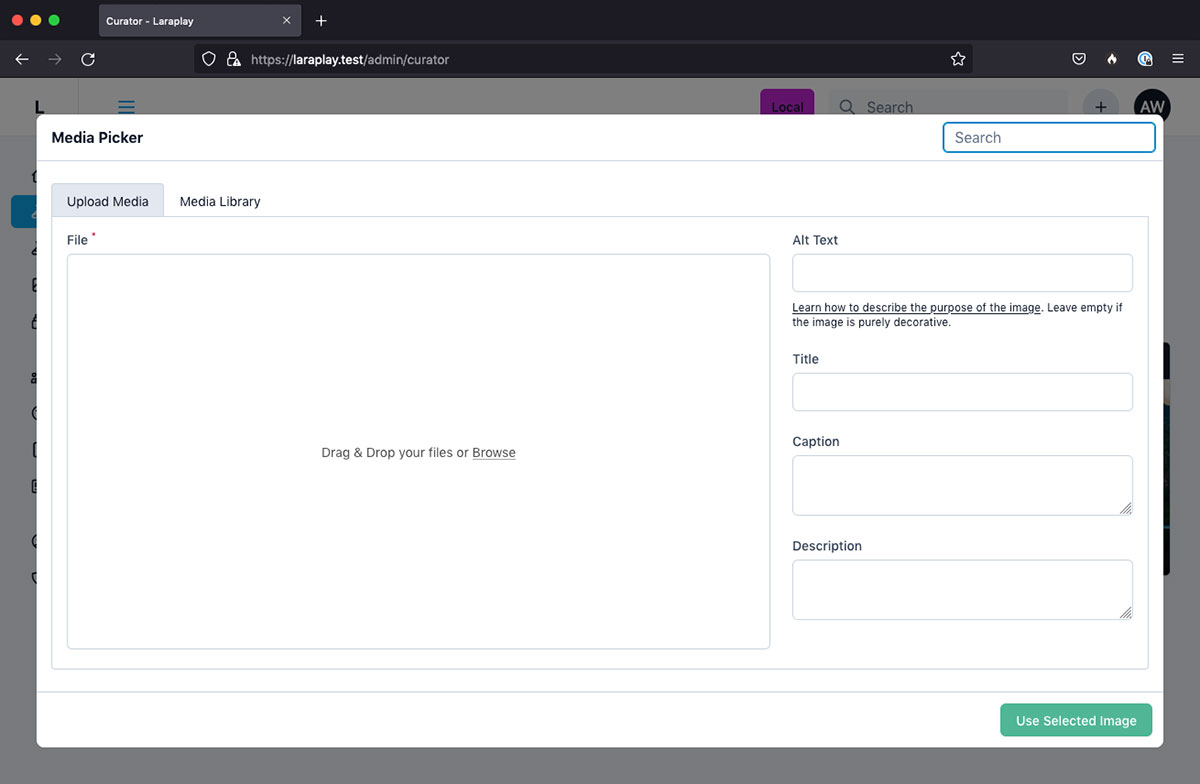 Curator - Laraplay
https://laraplay.test/admin/curator
L
Local
Search
AW
Media Picker
Search
Upload Media
Media Library
File *
Drag & Drop your files or Browse
Alt Text
Learn how to describe the purpose of the image. Leave empty if
the image is purely decorative.
Title
Caption
Description
Use Selected Image